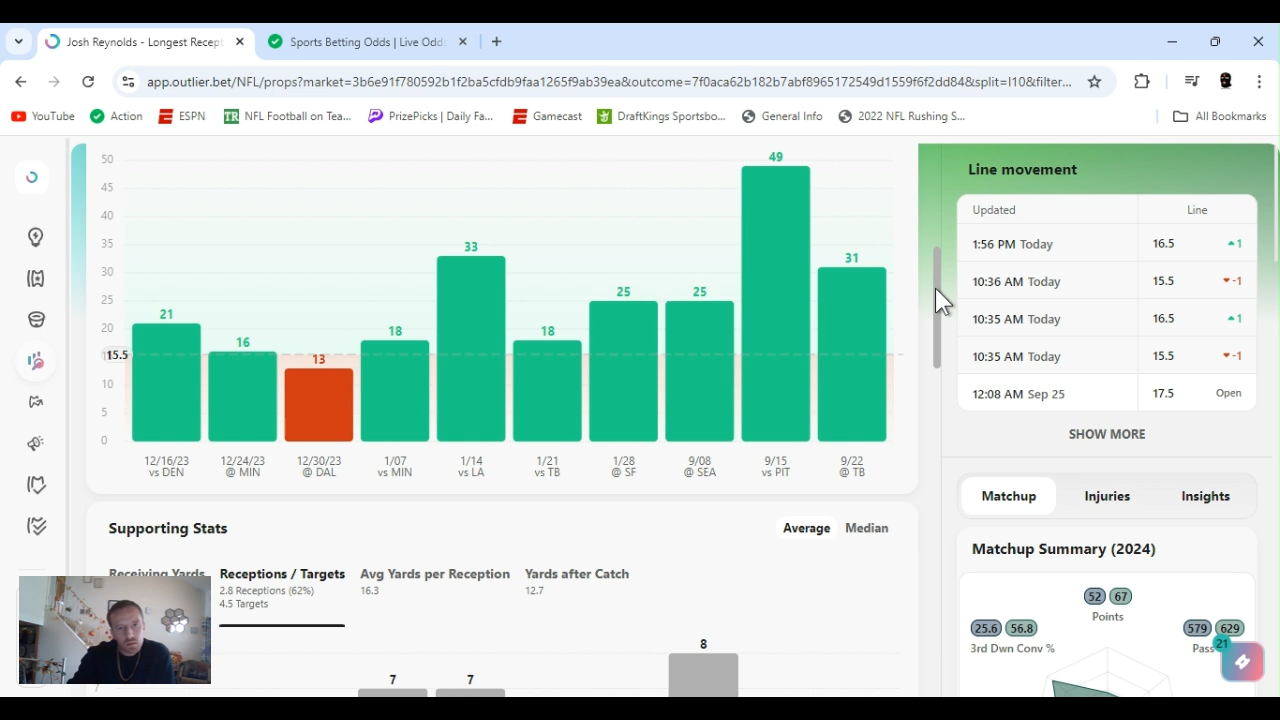 Josh Reynolds - Longest Recept
Sports Betting Odds | Live Odd
app.outlier.bet/NFL/props?market=3b6e91f780592b1f2ba5cfdb9faa1265f9ab39ea&outcome=7f0aca62b182b7abf8965172549d1559f6f2dd84&split=l10&filter...
YouTube
Action
ESPN
NFL Football on Tea...
PrizePicks | Daily Fa...
Gamecast
DraftKings Sportsbo...
General Info
2022 NFL Rushing S...
All Bookmarks
50
45
40
35
30
25
20
15.5
10
5
0
21
16
13
18
33
18
25
25
49
31
12/16/23
vs DEN
12/24/23
@ MIN
12/30/23
@ DAL
1/07
vs MIN
1/14
vs LA
1/21
vs TB
1/28
@ SF
9/08
@ SEA
9/15
vs PIT
9/22
@ TB
Supporting Stats
Average
Median
Receiving Yards
Receptions / Targets
2.8 Receptions (62%)
4.5 Targets
Avg Yards per Reception
16.3
Yards after Catch
12.7
7
7
8
Line movement
Updated Line
1:56 PM Today 16.5 1
10:36 AM Today 15.5 -1
10:35 AM Today 16.5 1
10:35 AM Today 15.5 -1
12:08 AM Sep 25 17.5 Open
SHOW MORE
Matchup
Injuries
Insights
Matchup Summary (2024)
52 67
Points
25.6 56.8
3rd Dwn Conv %
579 629
Pass
21